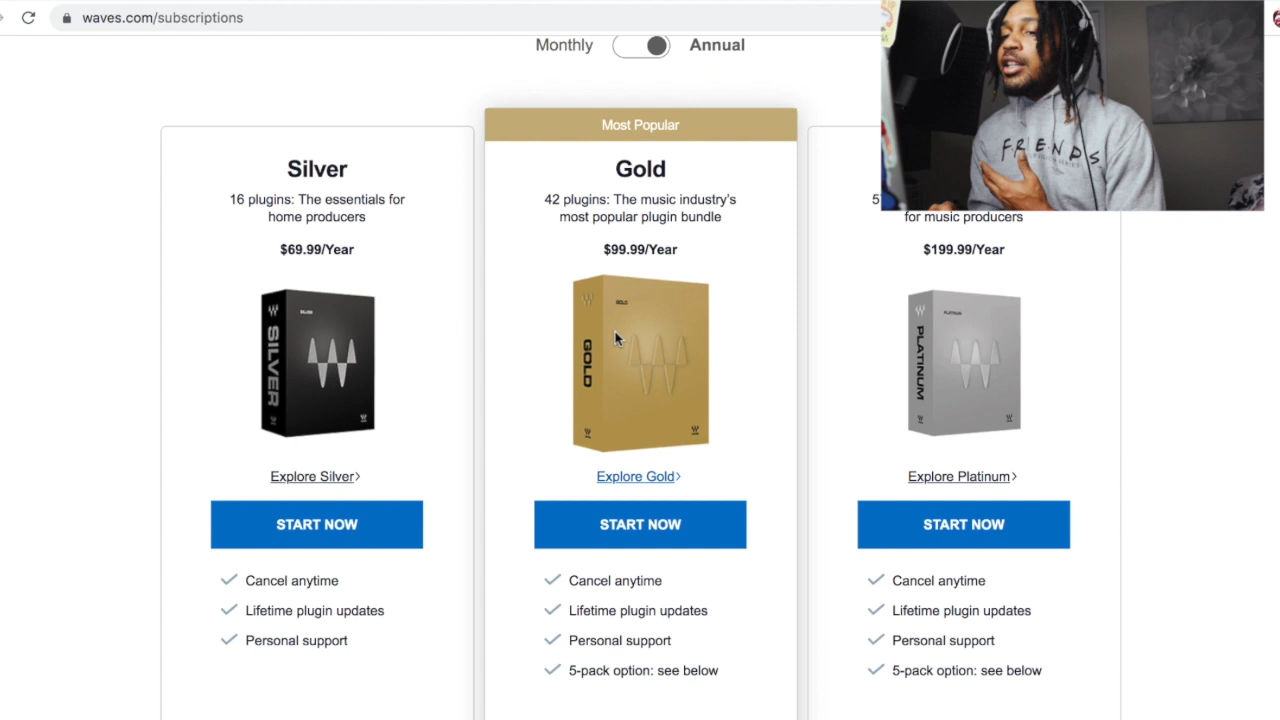 waves.com/subscriptions
Monthly
Annual
Most Popular
Silver
16 plugins: The essentials for
home producers
$69.99/Year
SILVER
SILVER
Explore Silver>
START NOW
Cancel anytime
Lifetime plugin updates
Personal support
Gold
42 plugins: The music industry's
most popular plugin bundle
$99.99/Year
GOLD
GOLD
Explore Gold>
START NOW
Cancel anytime
Lifetime plugin updates
Personal support
5-pack option: see below
for music producers
$199.99/Year
PLATINUM
PLATINUM
Explore Platinum>
START NOW
Cancel anytime
Lifetime plugin updates
Personal support
5-pack option: see below
F.R.I.E.N.D.S